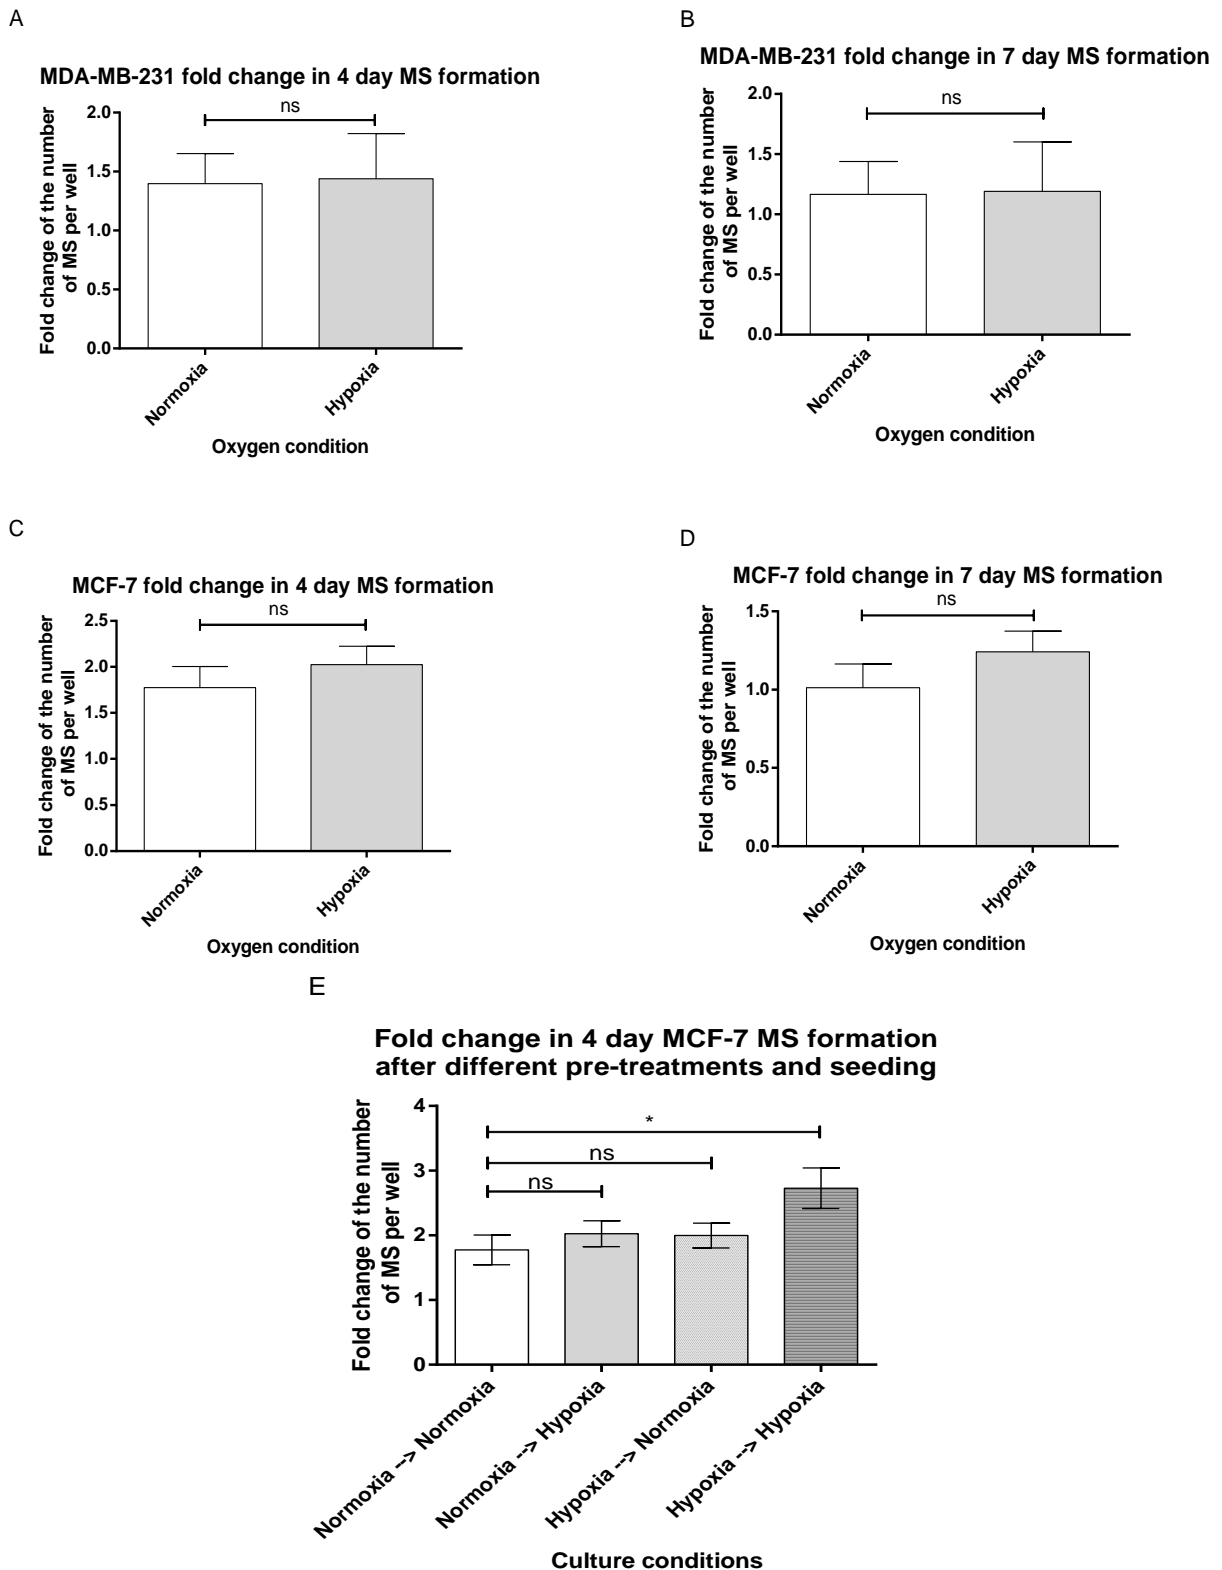 A
MDA-MB-231 fold change in 4 day MS formation
Fold change of the number
of MS per well
2.0
1.5
1.0
0.5
0.0
ns
Normoxia
Hypoxia
Oxygen condition
B
MDA-MB-231 fold change in 7 day MS formation
Fold change of the number
of MS per well
2.0
1.5
1.0
0.5
0.0
ns
Normoxia
Hypoxia
Oxygen condition
C
MCF-7 fold change in 4 day MS formation
Fold change of the number
of MS per well
2.5
2.0
1.5
1.0
0.5
0.0
ns
Normoxia
Hypoxia
Oxygen condition
D
MCF-7 fold change in 7 day MS formation
Fold change of the number
of MS per well
1.5
1.0
0.5
0.0
ns
Normoxia
Hypoxia
Oxygen condition
E
Fold change in 4 day MCF-7 MS formation
after different pre-treatments and seeding
Fold change of the number
of MS per well
4
3
2
1
0
*
ns
ns
Normoxia --> Normoxia
Normoxia --> Hypoxia
Hypoxia --> Normoxia
Hypoxia --> Hypoxia
Culture conditions